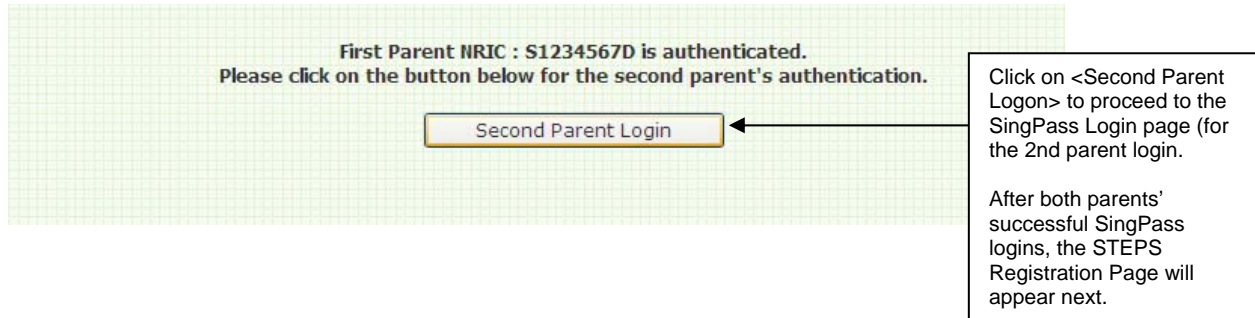 First Parent NRIC : S1234567D is authenticated.
Please click on the button below for the second parent's authentication.
Second Parent Login
Click on <Second Parent
Logon> to proceed to the
SingPass Login page (for
the 2nd parent login.
After both parents'
successful SingPass
logins, the STEPS
Registration Page will
appear next.